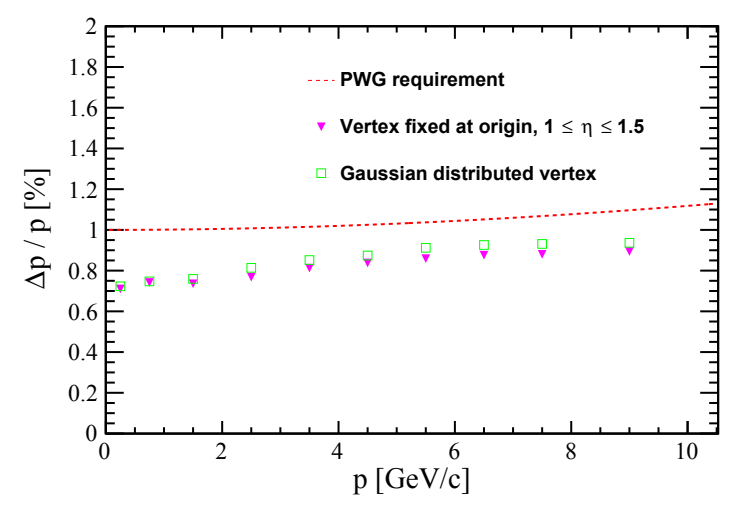 Δp / p [%]
2
1.8
1.6
1.4
1.2
1
0.8
0.6
0.4
0.2
0
PWG requirement
Vertex fixed at origin, 1 ≤ η ≤ 1.5
Gaussian distributed vertex
0 2 4 6 8 10
p [GeV/c]